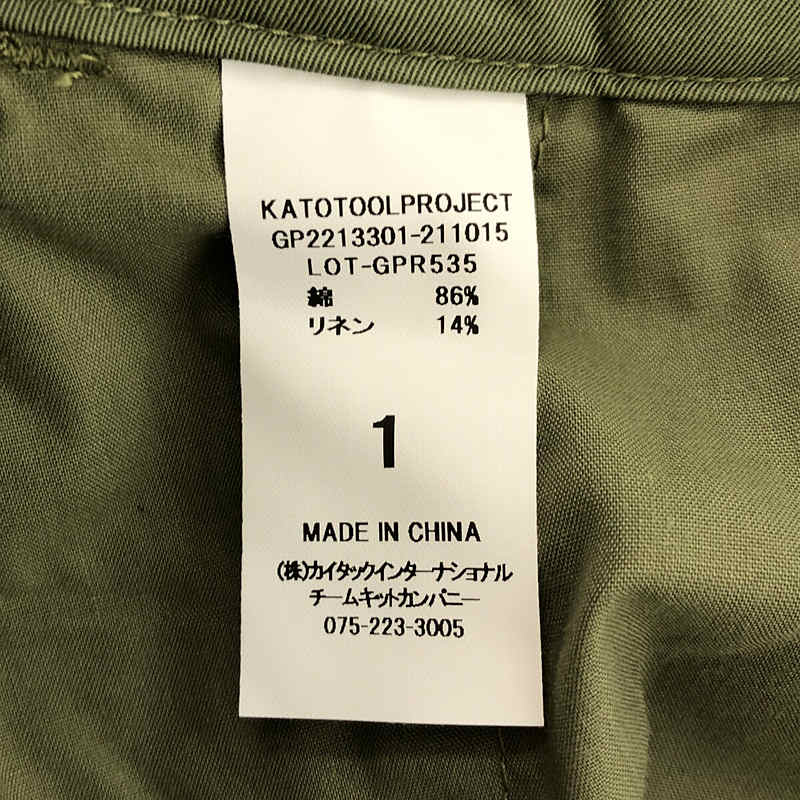 KATOTOOLPROJECT
GP2213301-211015
LOT-GPR535
綿 86%
リネン 14%
1
MADE IN CHINA
(株)カイタックインターナショナル
チームキットカンパニー
075-223-3005